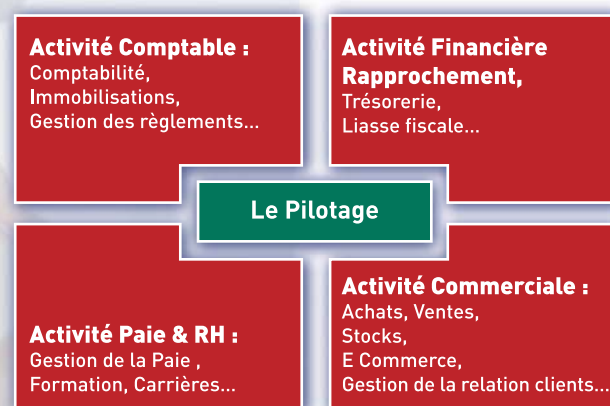 Activité Comptable :
Comptabilité,
Immobilisations,
Gestion des règlements...
Activité Financière
Rapprochement,
Trésorerie,
Liasse fiscale...
Le Pilotage
Activité Paie & RH :
Gestion de la Paie ,
Formation, Carrières...
Activité Commerciale :
Achats, Ventes,
Stocks,
E Commerce,
Gestion de la relation clients...